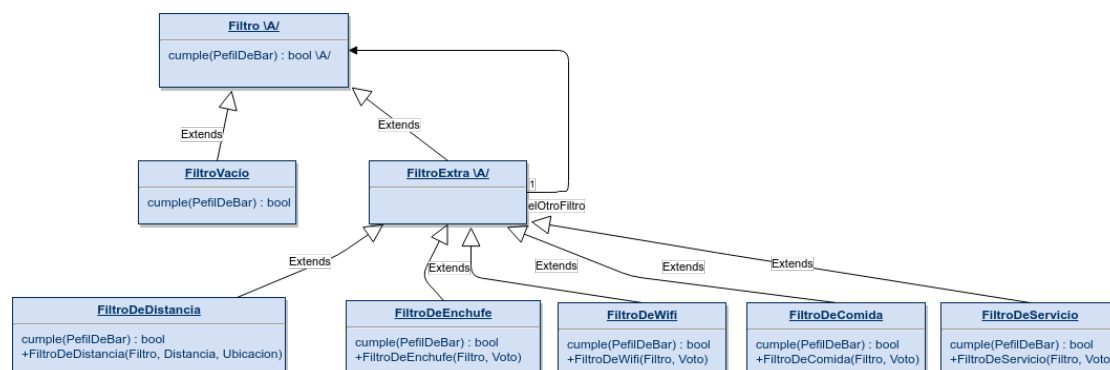 Filtro \A/
cumple(PefilDeBar) : bool \A/
Extends
Extends
FiltroVacio
cumple(PefilDeBar) : bool
FiltroExtra \A/
1
elOtroFiltro
Extends
Extends
Extends
Extends
Extends
FiltroDeDistancia
cumple(PefilDeBar) : bool
+FiltroDeDistancia(Filtro, Distancia, Ubicacion)
FiltroDeEnchufe
cumple(PefilDeBar) : bool
+FiltroDeEnchufe(Filtro, Voto)
FiltroDeWifi
cumple(PefilDeBar) : bool
+FiltroDeWifi(Filtro, Voto)
FiltroDeComida
cumple(PefilDeBar) : bool
+FiltroDeComida(Filtro, Voto)
FiltroDeServicio
cumple(PefilDeBar) : bool
+FiltroDeServicio(Filtro, Voto